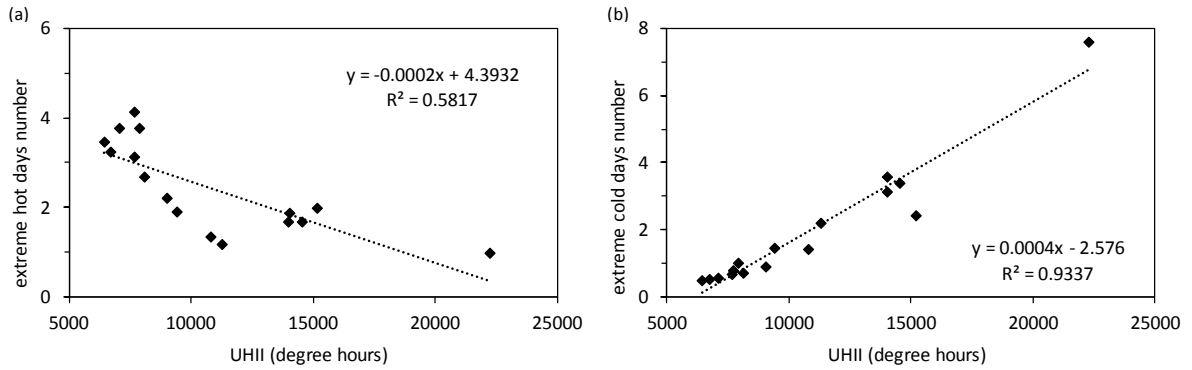 (a)
6
4
2
0
5000 10000 15000 20000 25000
extreme hot days number
UHII (degree hours)
y = -0.0002x + 4.3932
R² = 0.5817
(b)
8
6
4
2
0
5000 10000 15000 20000 25000
extreme cold days number
UHII (degree hours)
y = 0.0004x - 2.576
R² = 0.9337